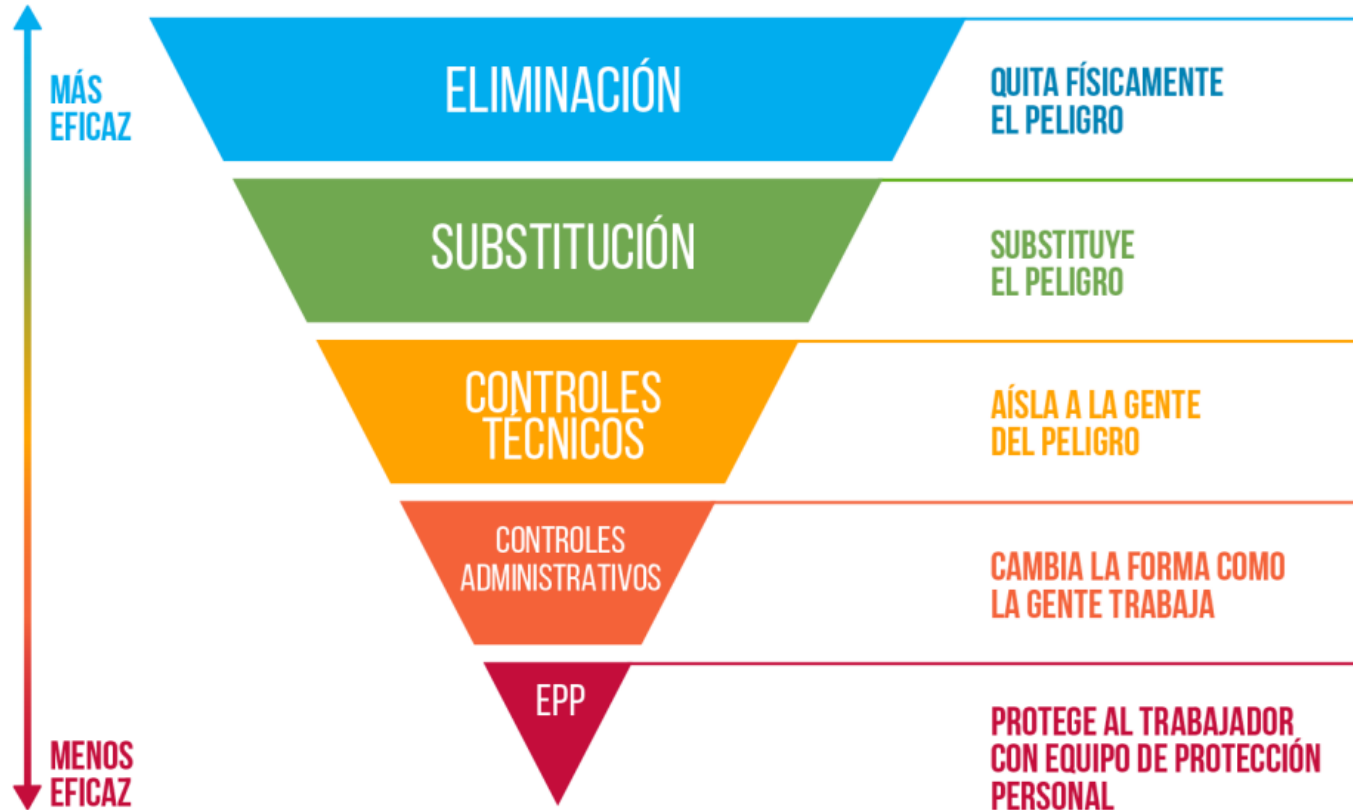 MÁS
EFICAZ
ELIMINACIÓN
QUITA FÍSICAMENTE
EL PELIGRO
SUBSTITUCIÓN
SUBSTITUYE
EL PELIGRO
CONTROLES
TÉCNICOS
AÍSLA A LA GENTE
DEL PELIGRO
CONTROLES
ADMINISTRATIVOS
CAMBIA LA FORMA COMO
LA GENTE TRABAJA
EPP
PROTEGE AL TRABAJADOR
CON EQUIPO DE PROTECCIÓN
PERSONAL
MENOS
EFICAZ